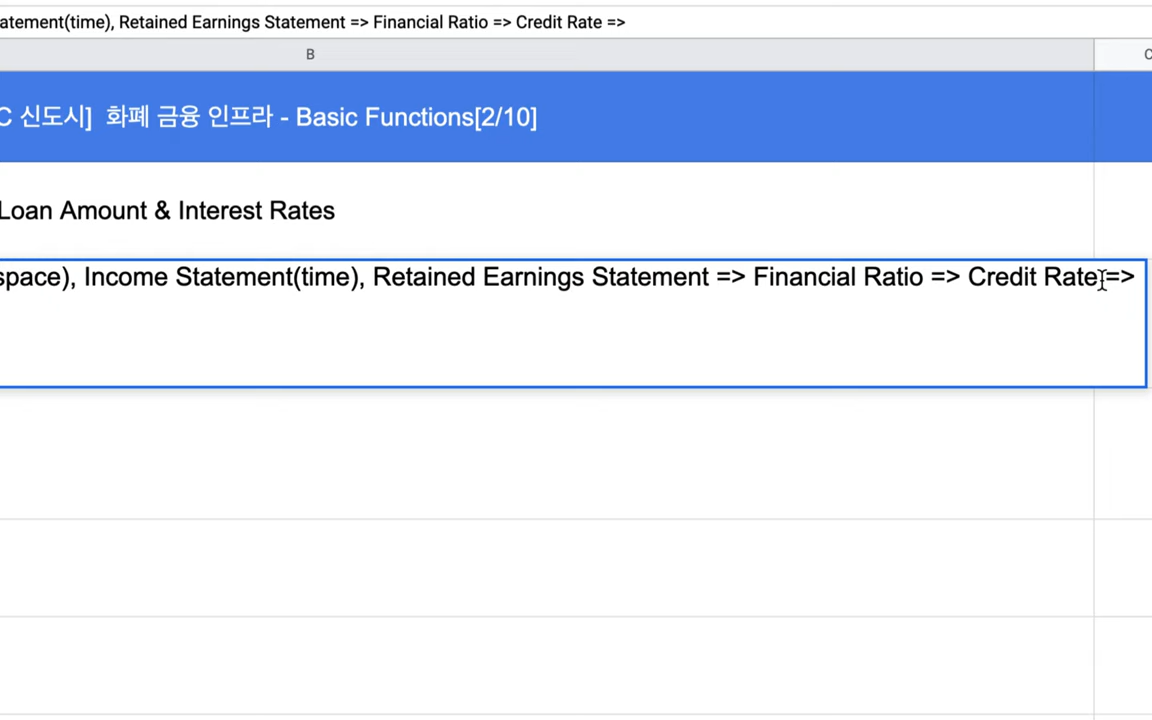 atement(time), Retained Earnings Statement => Financial Ratio => Credit Rate =>
B
C
C 신도시] 화폐 금융 인프라 - Basic Functions[2/10]
Loan Amount & Interest Rates
space), Income Statement(time), Retained Earnings Statement => Financial Ratio => Credit Rate =>